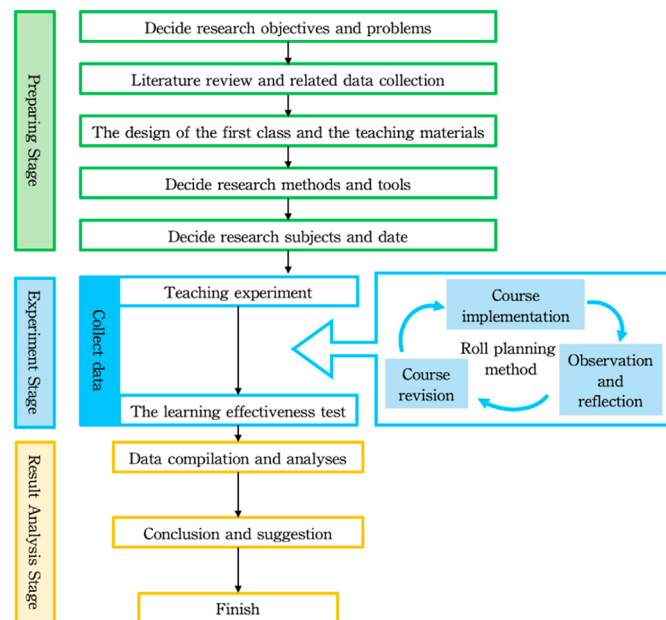 Preparing Stage
Decide research objectives and problems
Literature review and related data collection
The design of the first class and the teaching materials
Decide research methods and tools
Decide research subjects and date
Experiment Stage
Collect data
Teaching experiment
The learning effectiveness test
Course
implementation
Roll planning
method
Observation
and
reflection
Course
revision
Result Analysis Stage
Data compilation and analyses
Conclusion and suggestion
Finish